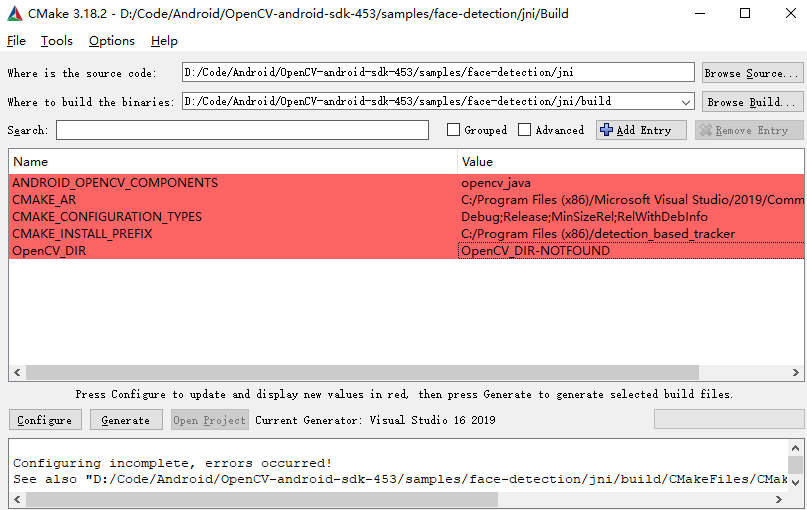 CMake 3.18.2 - D:/Code/Android/OpenCV-android-sdk-453/samples/face-detection/jni/Build
File Tools Options Help
Where is the source code: D:/Code/Android/OpenCV-android-sdk-453/samples/face-detection/jni Browse Source...
Where to build the binaries: D:/Code/Android/OpenCV-android-sdk-453/samples/face-detection/jni/build Browse Build...
Search: Grouped Advanced Add Entry Remove Entry
Name Value
ANDROID_OPENCV_COMPONENTS opencv_java
CMAKE_AR C:/Program Files (x86)/Microsoft Visual Studio/2019/Comm
CMAKE_CONFIGURATION_TYPES Debug;Release;MinSizeRel;RelWithDebInfo
CMAKE_INSTALL_PREFIX C:/Program Files (x86)/detection_based_tracker
OpenCV_DIR OpenCV_DIR-NOTFOUND
Press Configure to update and display new values in red, then press Generate to generate selected build files.
Configure Generate Open Project Current Generator: Visual Studio 16 2019
Configuring incomplete, errors occurred!
See also "D:/Code/Android/OpenCV-android-sdk-453/samples/face-detection/jni/build/CMakeFiles/CMak